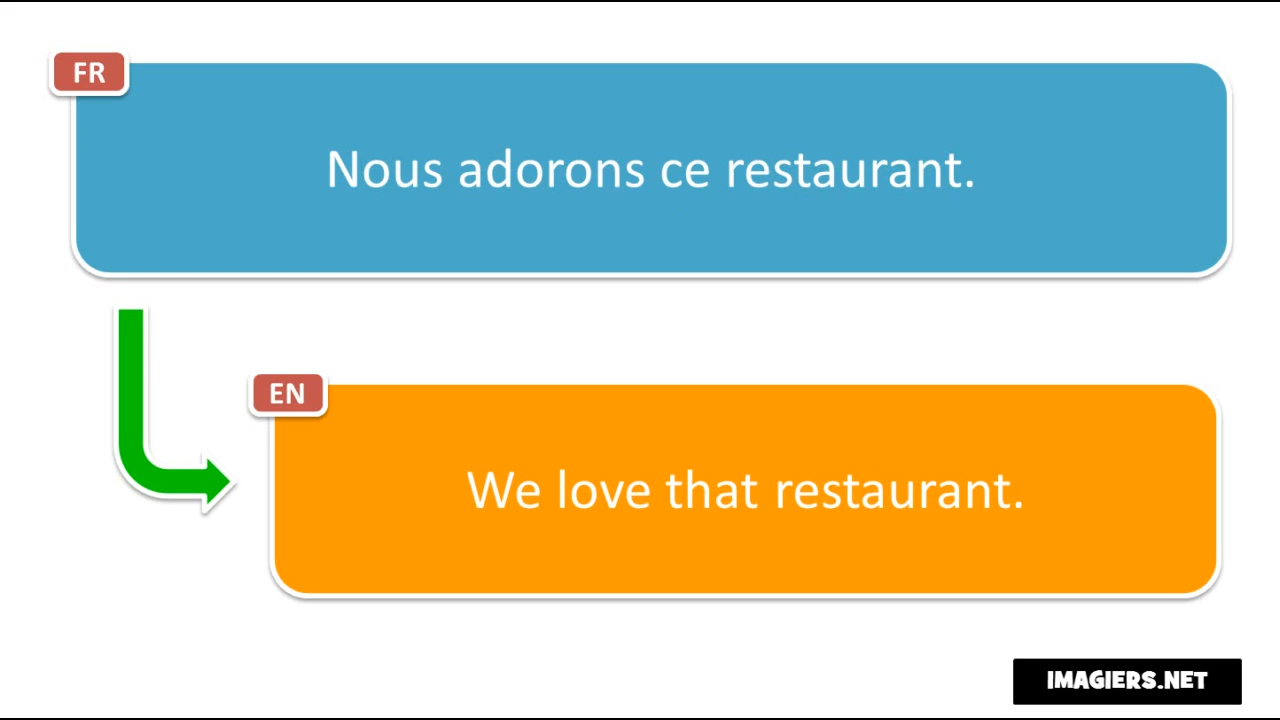 FR
Nous adorons ce restaurant.
EN
We love that restaurant.
IMAGIERS.NET